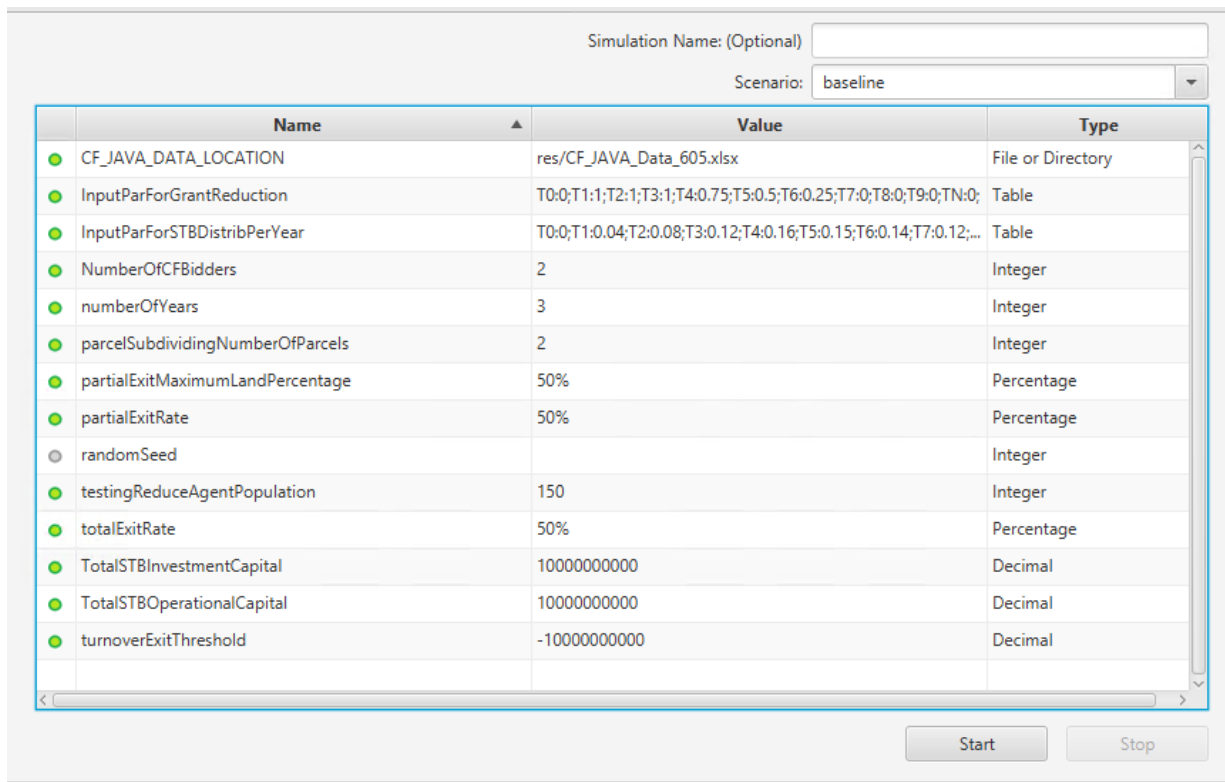 Simulation Name: (Optional)
Scenario: baseline
Name Value Type
CF_JAVA_DATA_LOCATION res/CF_JAVA_Data_605.xlsx File or Directory
InputParForGrantReduction T0:0;T1:1;T2:1;T3:1;T4:0.75;T5:0.5;T6:0.25;T7:0;T8:0;T9:0;TN:0; Table
InputParForSTBDistribPerYear T0:0;T1:0.04;T2:0.08;T3:0.12;T4:0.16;T5:0.15;T6:0.14;T7:0.12;... Table
NumberOfCFBidders 2 Integer
numberOfYears 3 Integer
parcelSubdividingNumberOfParcels 2 Integer
partialExitMaximumLandPercentage 50% Percentage
partialExitRate 50% Percentage
randomSeed Integer
testingReduceAgentPopulation 150 Integer
totalExitRate 50% Percentage
TotalSTBInvestmentCapital 10000000000 Decimal
TotalSTBOperationalCapital 10000000000 Decimal
turnoverExitThreshold -10000000000 Decimal
Start Stop